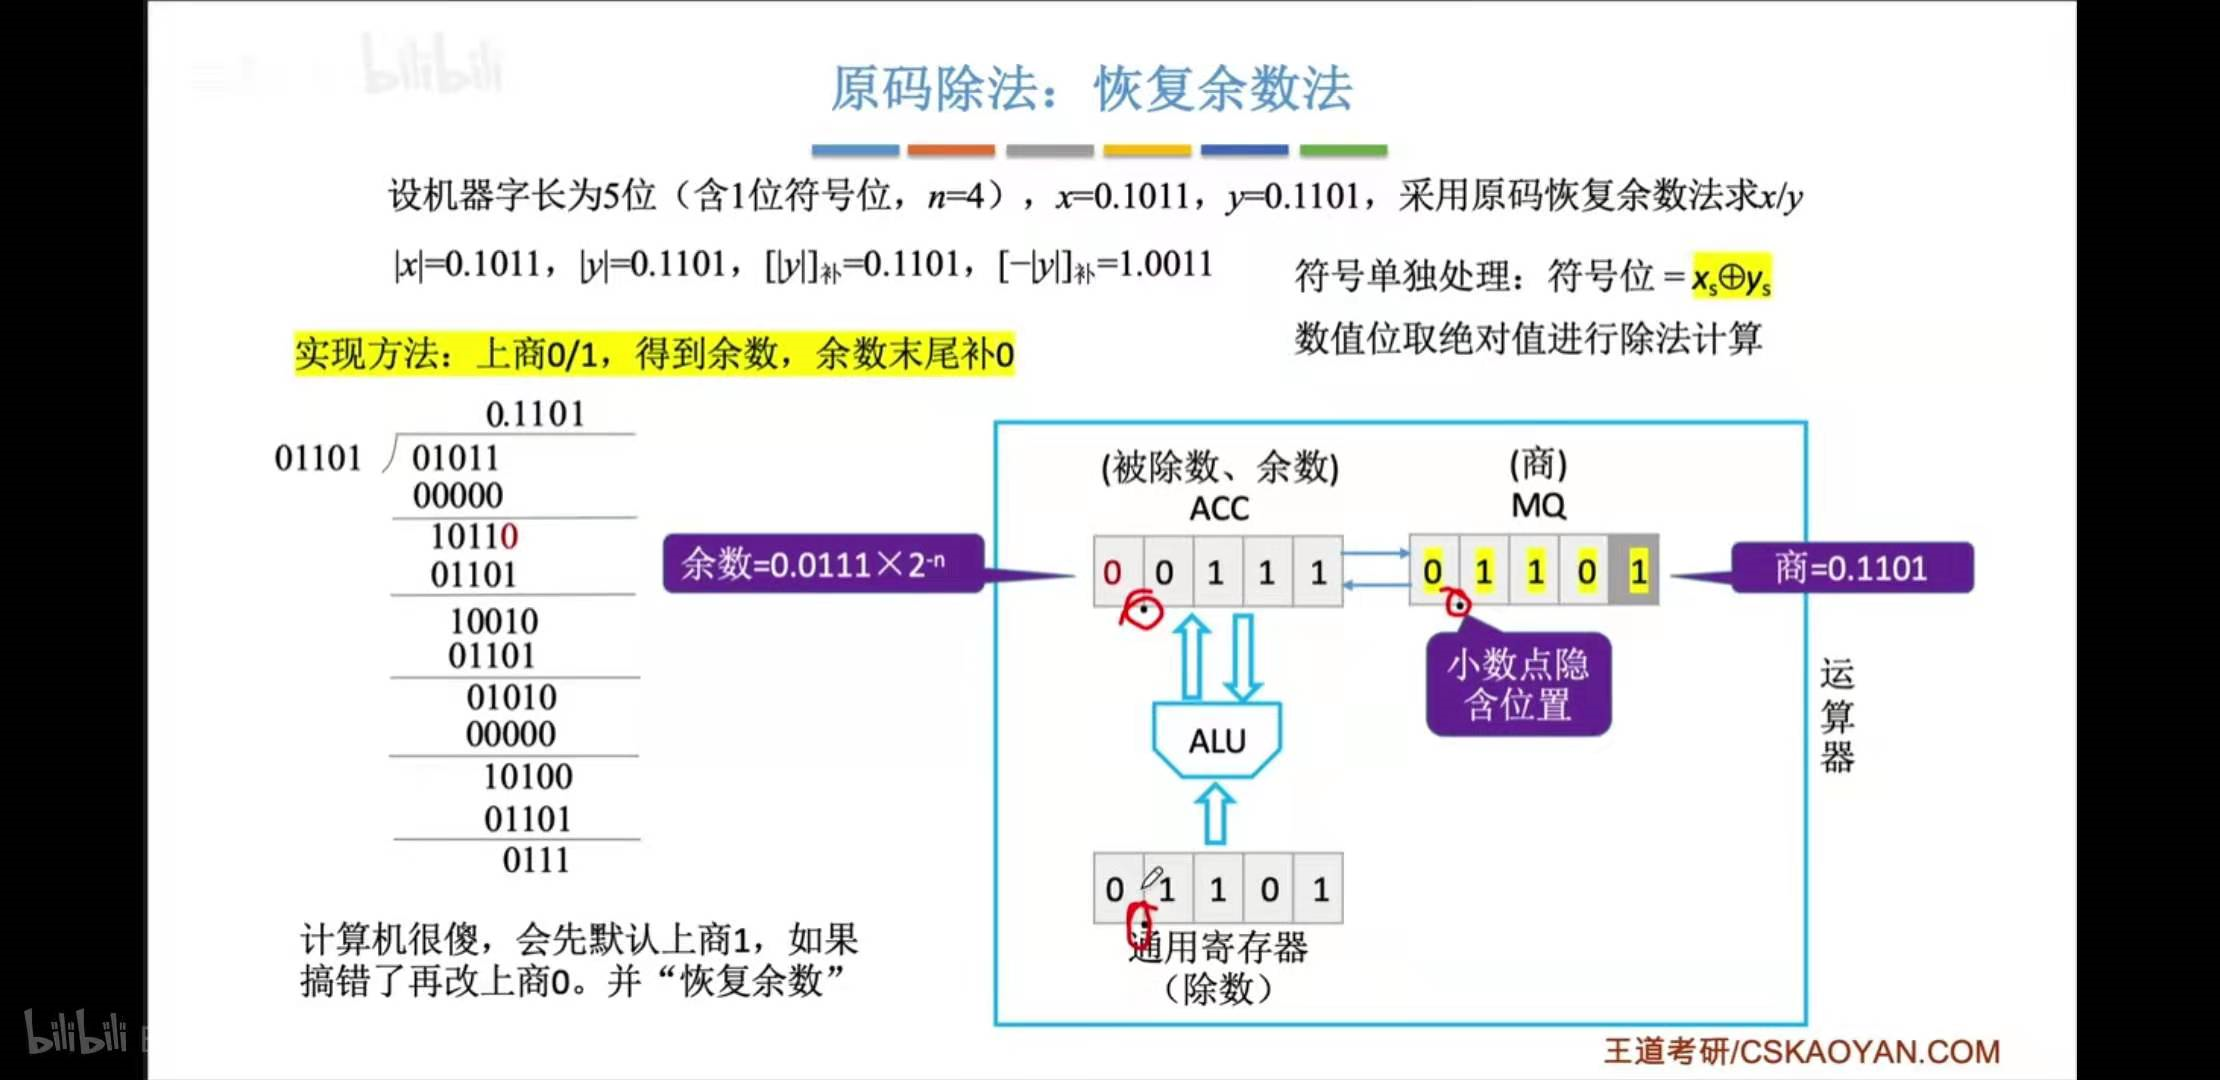 bilibili
原码除法：恢复余数法
设机器字长为5位（含1位符号位，n=4），x=0.1011，y=0.1101，采用原码恢复余数法求x/y
|x|=0.1011，|y|=0.1101，[|y|]补=0.1101，[−|y|]补=1.0011
符号单独处理：符号位 = xs⊕ys
数值位取绝对值进行除法计算
实现方法：上商0/1，得到余数，余数末尾补0
0.1101
01101
01011
00000
10110
01101
10010
01101
01010
00000
10100
01101
0111
计算机很傻，会先默认上商1，如果
搞错了再改上商0。并“恢复余数”
余数=0.0111×2-n
(被除数、余数)
ACC
0 0 1 1 1
(商)
MQ
0 1 1 0 1
商=0.1101
小数点隐
含位置
ALU
0 1 1 0 1
通用寄存器
（除数）
运
算
器
bilibili
王道考研/CSKAOYAN.COM